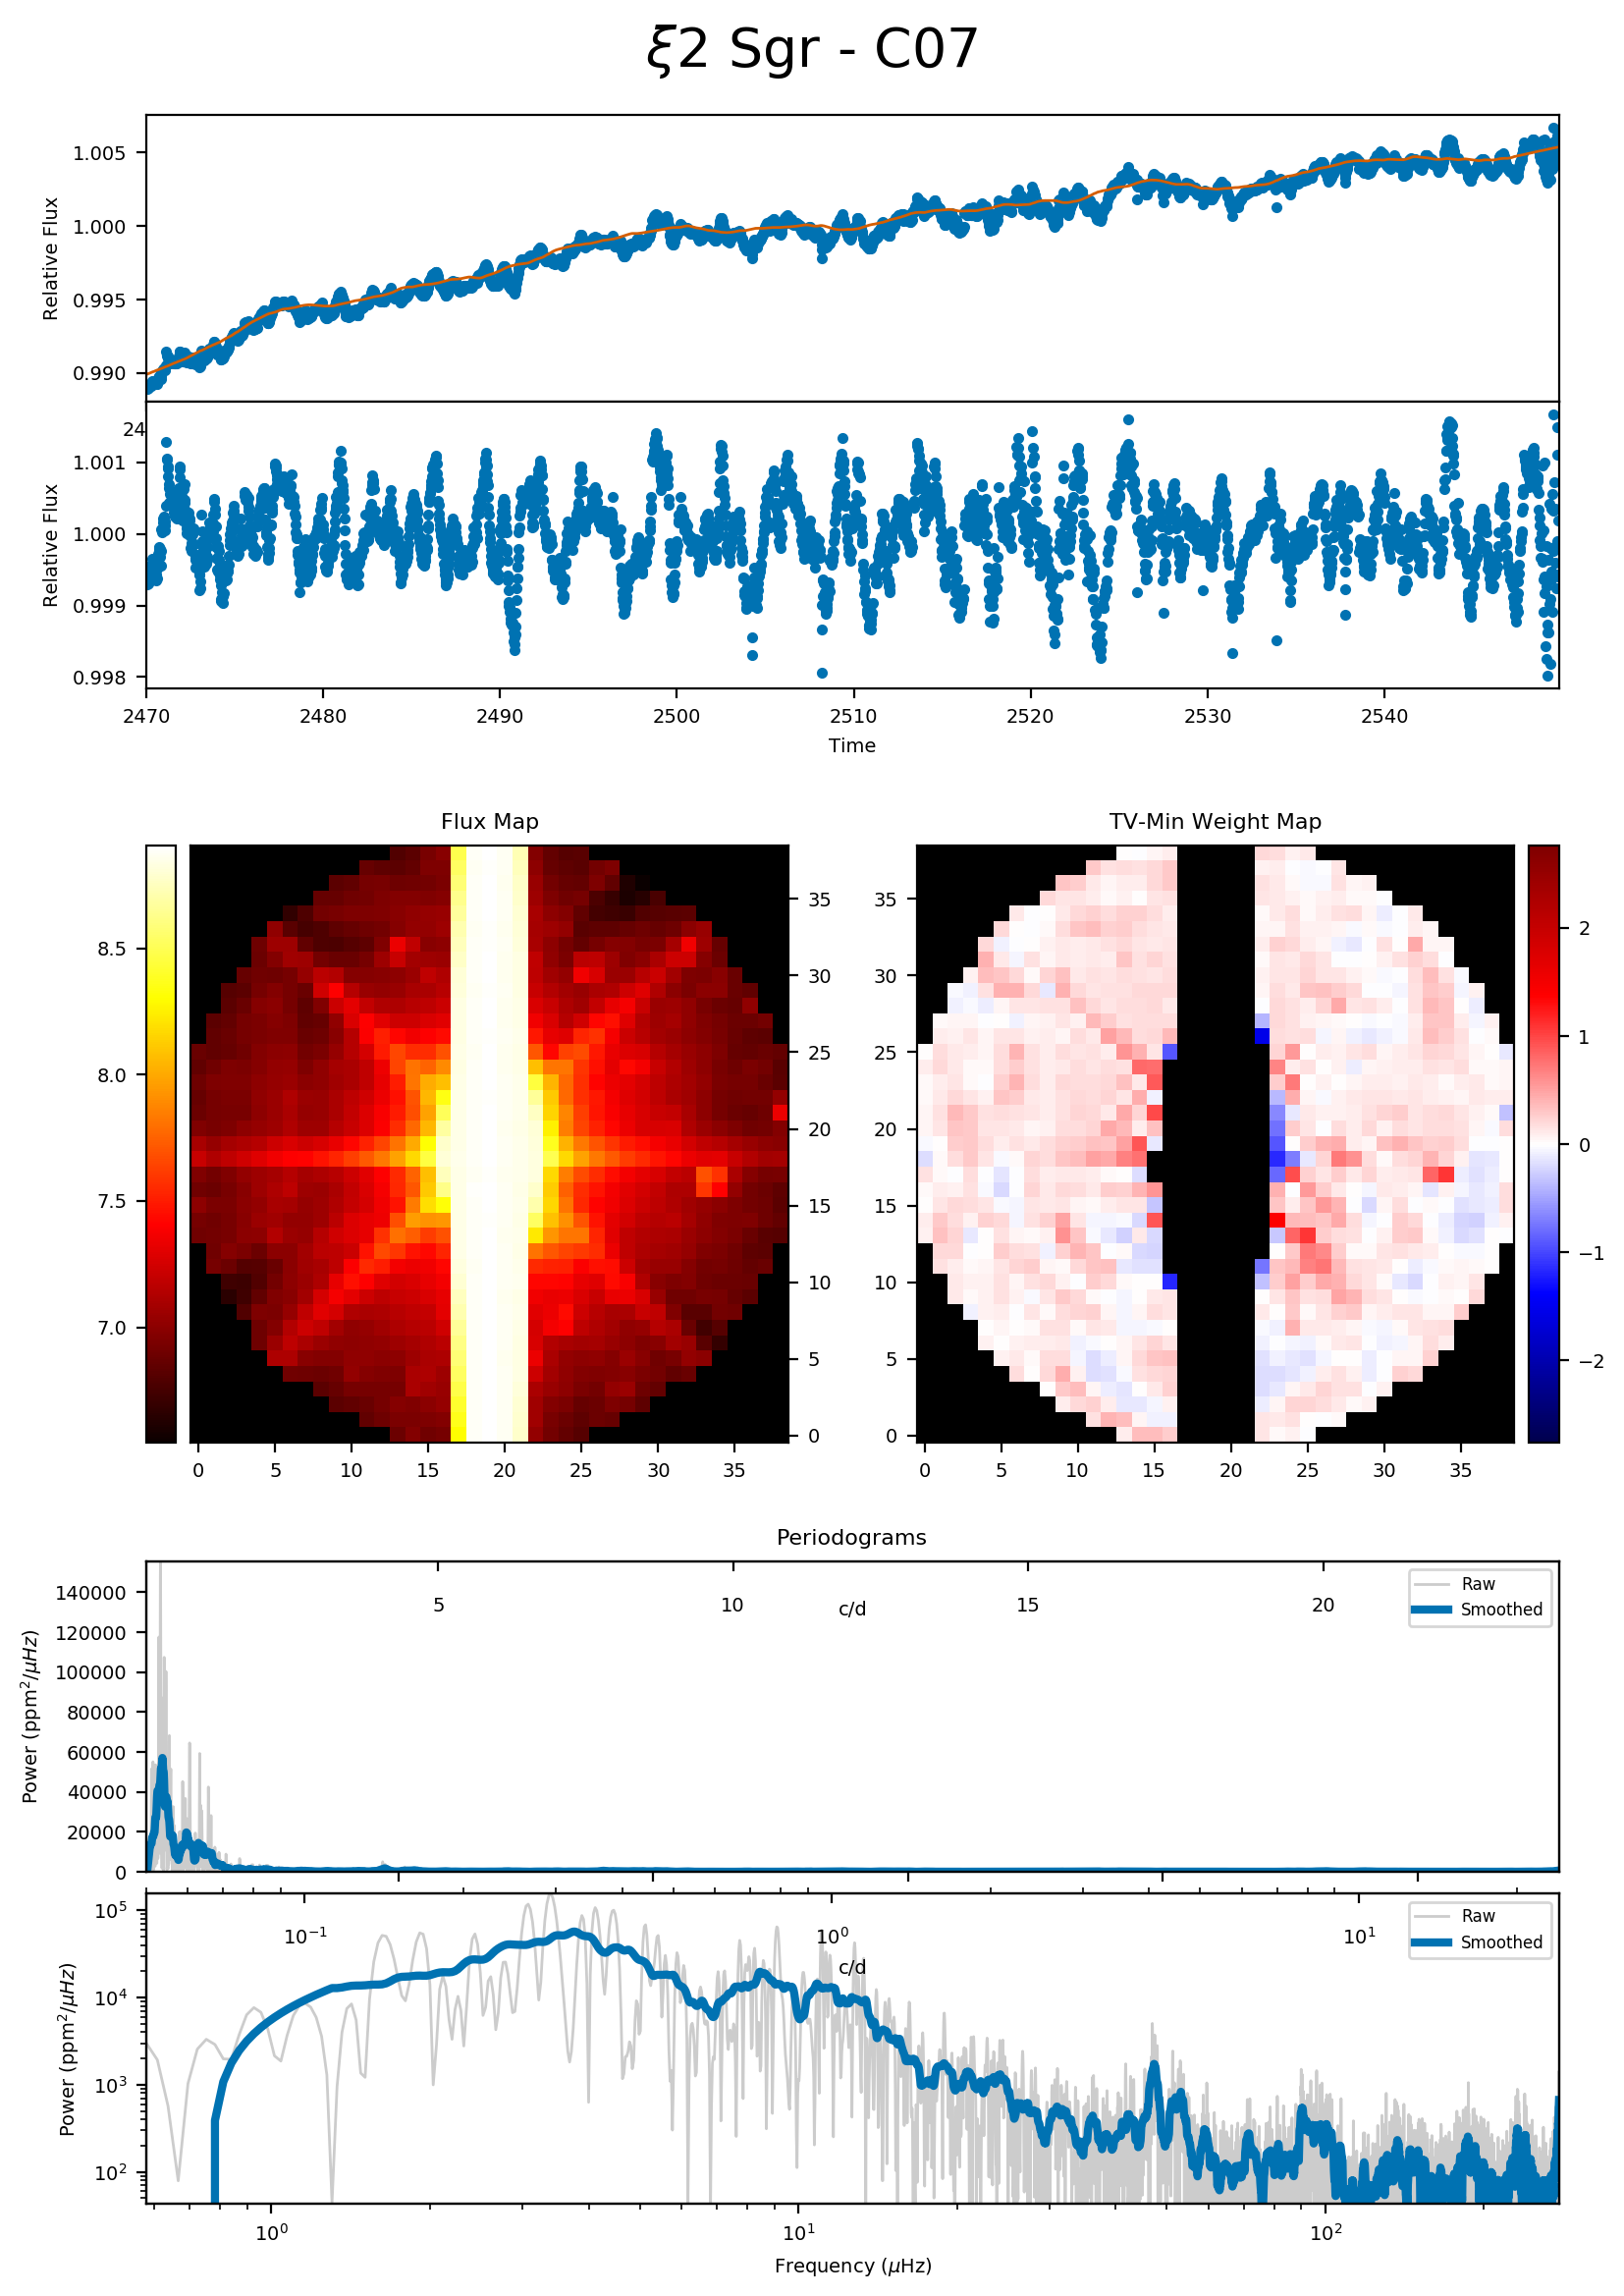 ξ2 Sgr - C07
1.005
1.000
0.995
0.990
Relative Flux
24
1.001
1.000
0.999
0.998
Relative Flux
2470 2480 2490 2500 2510 2520 2530 2540
Time
Flux Map
8.5
8.0
7.5
7.0
35
30
25
20
15
10
5
0
0 5 10 15 20 25 30 35
TV-Min Weight Map
35
30
25
20
15
10
5
0
0 5 10 15 20 25 30 35
2
1
0
−1
−2
Periodograms
140000
120000
100000
80000
60000
40000
20000
0
Power (ppm²/μHz)
5 10 15 20
c/d
Raw
Smoothed
10⁵
10⁴
10³
10²
Power (ppm²/μHz)
10⁻¹ 10⁰ 10¹
c/d
Raw
Smoothed
10⁰ 10¹ 10²
Frequency (μHz)